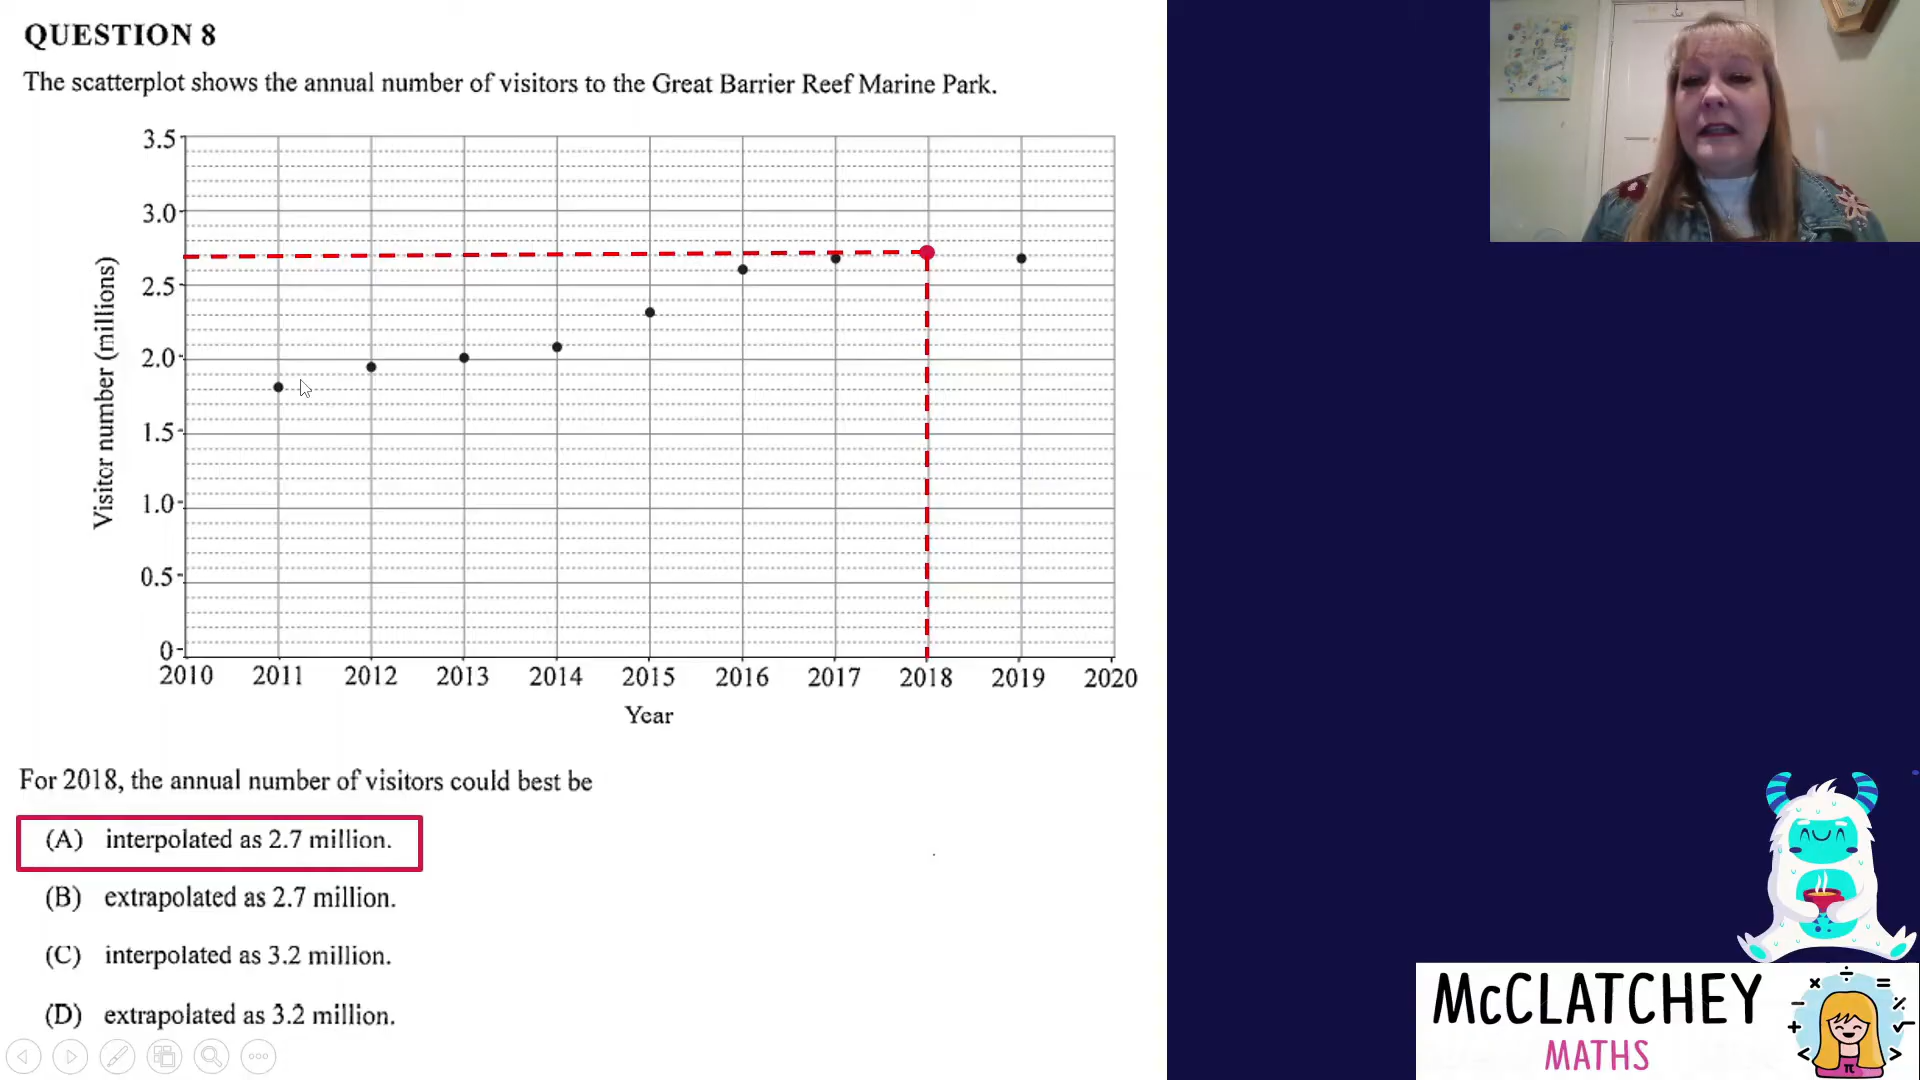 QUESTION 8
The scatterplot shows the annual number of visitors to the Great Barrier Reef Marine Park.
3.5
3.0
2.5
2.0
1.5
1.0
0.5
0
Visitor number (millions)
2010 2011 2012 2013 2014 2015 2016 2017 2018 2019 2020
Year
For 2018, the annual number of visitors could best be
(A) interpolated as 2.7 million.
(B) extrapolated as 2.7 million.
(C) interpolated as 3.2 million.
(D) extrapolated as 3.2 million.
McCLATCHEY
MATHS